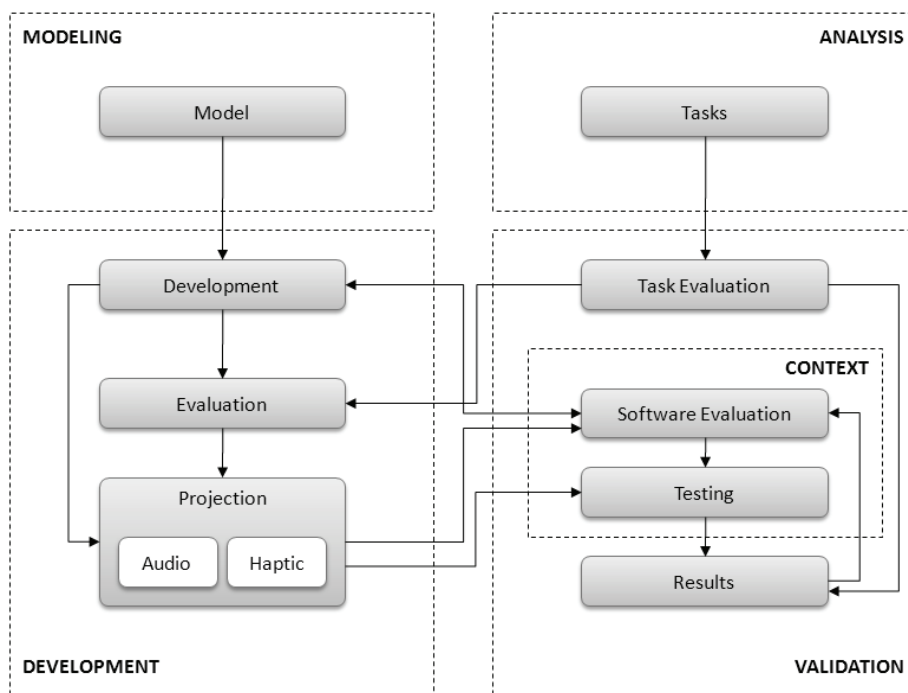 MODELING
Model
ANALYSIS
Tasks
Development
Evaluation
Projection
Audio
Haptic
DEVELOPMENT
Task Evaluation
CONTEXT
Software Evaluation
Testing
Results
VALIDATION